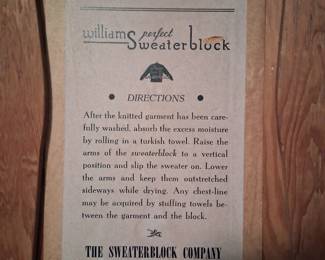 williams perfect Sweaterblock
DIRECTIONS
After the knitted garment has been care-
fully washed, absorb the excess moisture
by rolling in a turkish towel. Raise the
arms of the sweaterblock to a vertical
position and slip the sweater on. Lower
the arms and keep them outstretched
sideways while drying. Any chest-line
may be acquired by stuffing towels be-
tween the garment and the block.
THE SWEATERBLOCK COMPANY